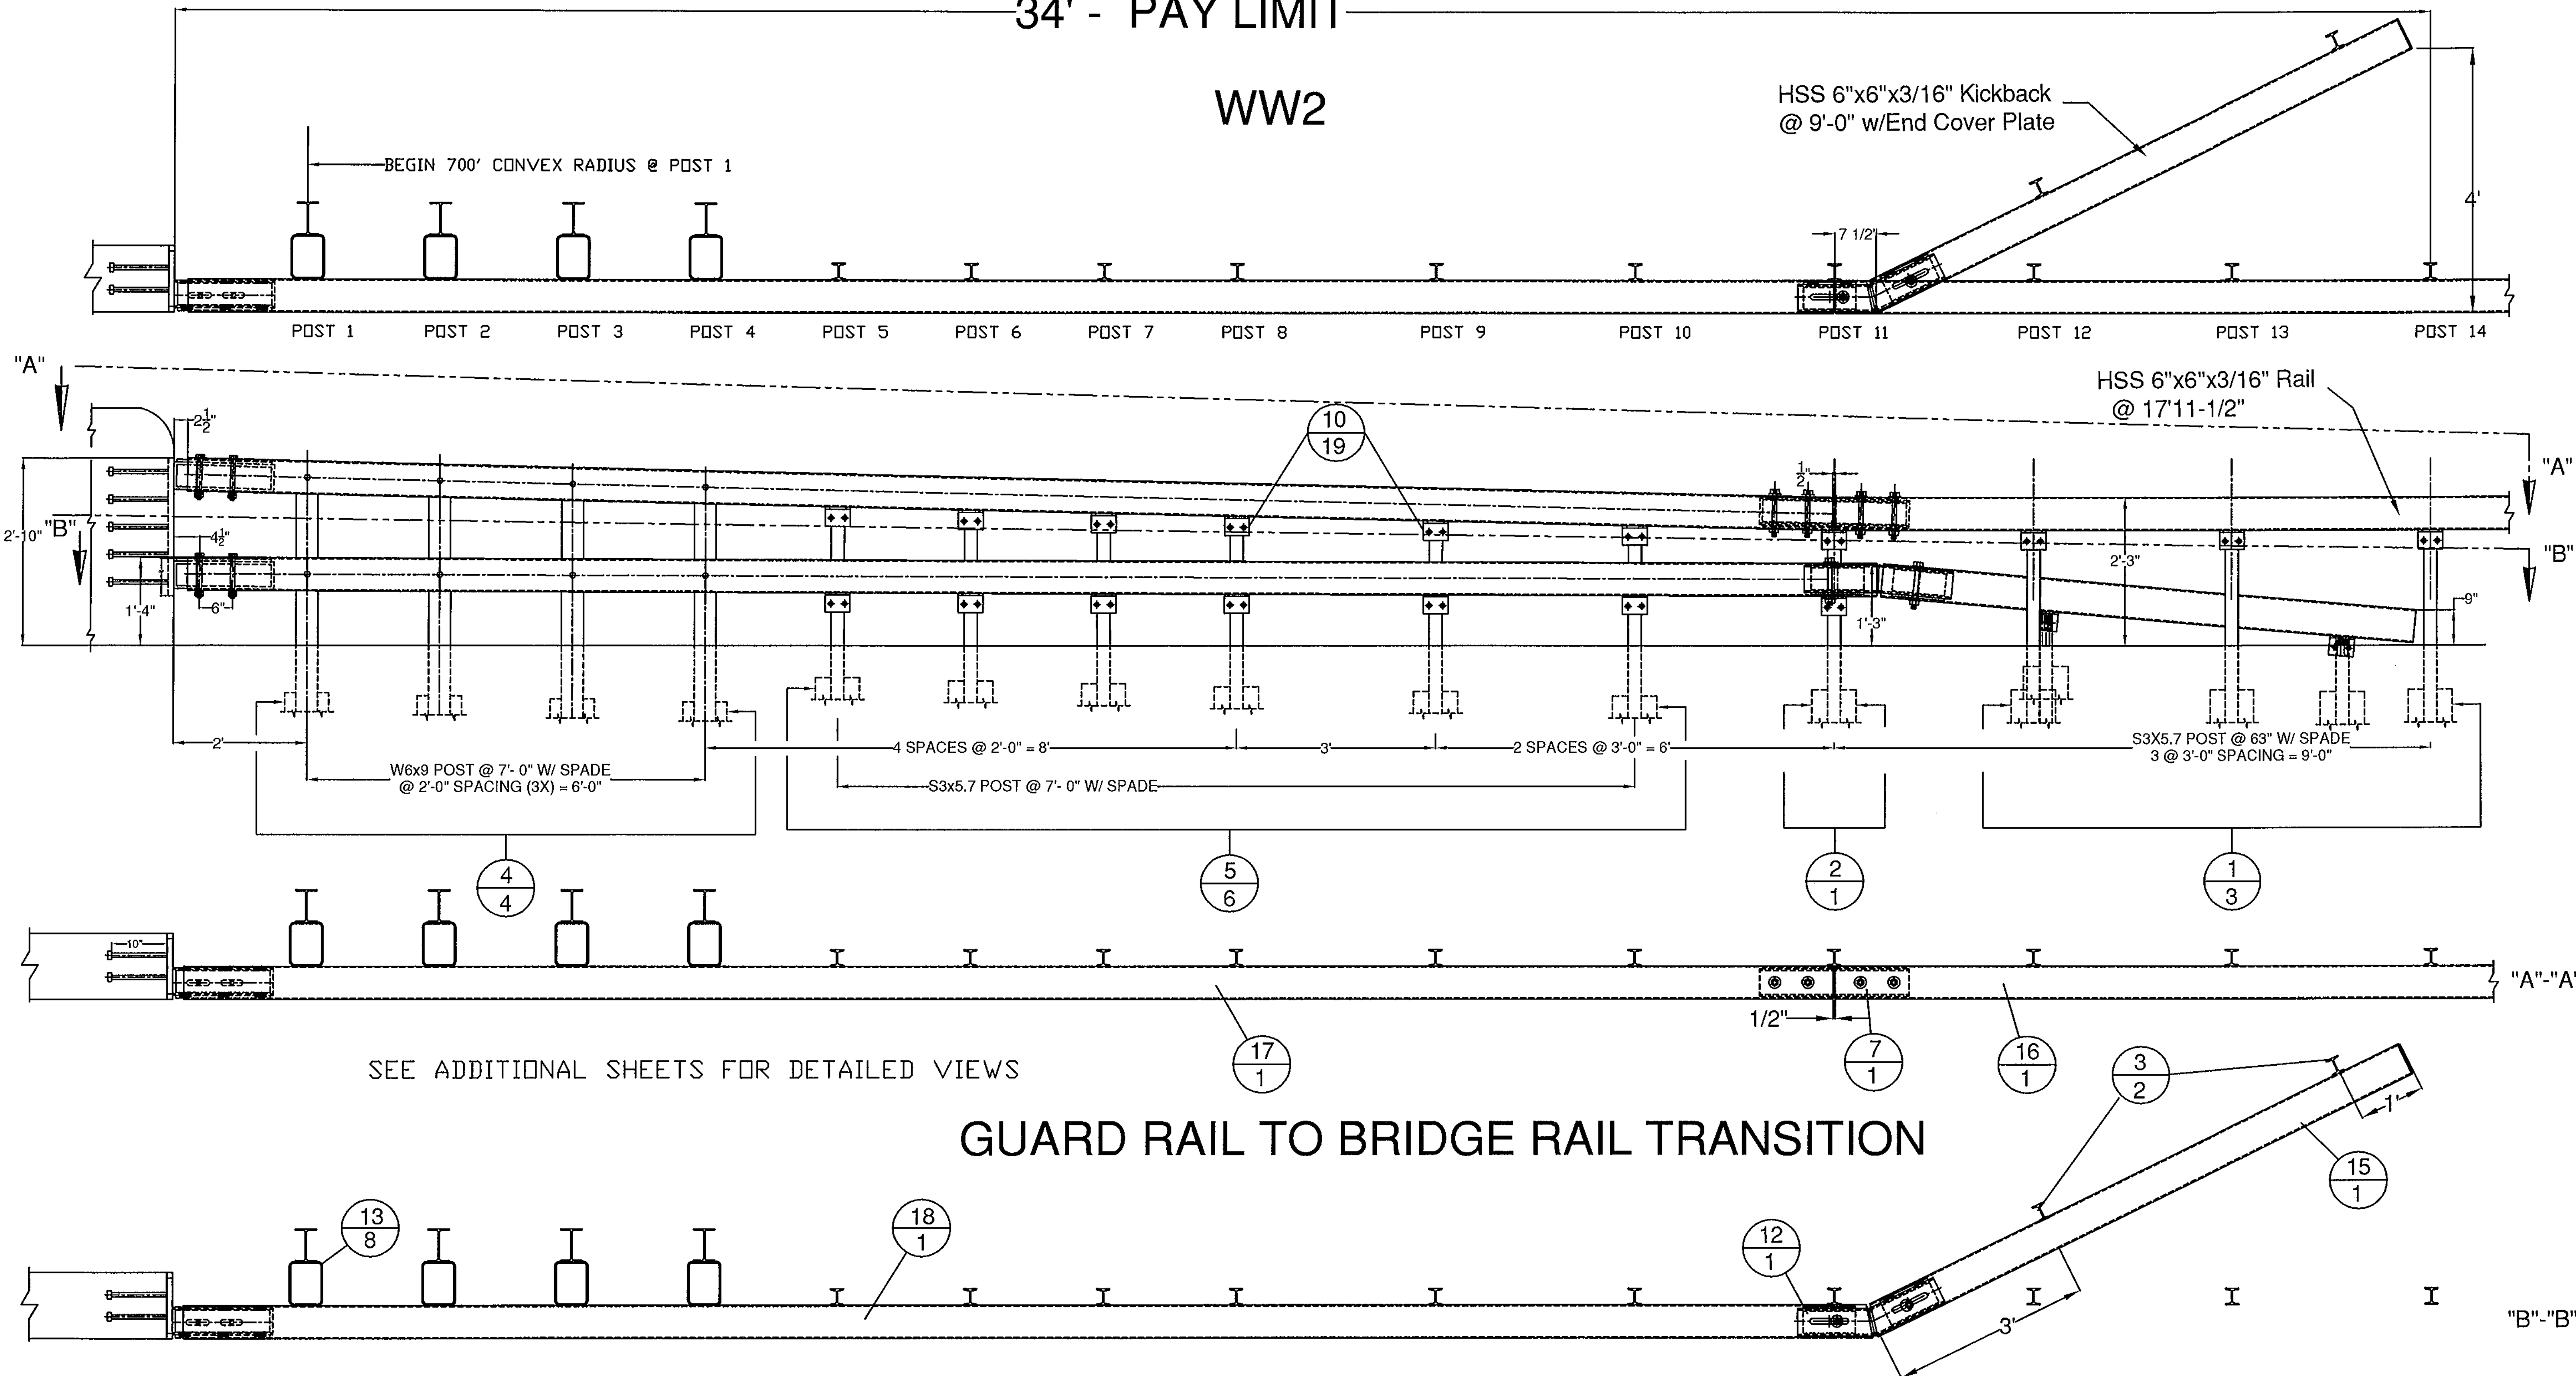 34' - PAY LIMIT
WW2
HSS 6"x6"x3/16" Kickback
@ 9'-0" w/End Cover Plate
BEGIN 700' CONVEX RADIUS @ POST 1
4'
7 1/2"
POST 1
POST 2
POST 3
POST 4
POST 5
POST 6
POST 7
POST 8
POST 9
POST 10
POST 11
POST 12
POST 13
POST 14
"A"
HSS 6"x6"x3/16" Rail
@ 17'11-1/2"
2 1/2"
10
19
1/2"
"A"
2'-10"
"B"
4 1/2"
2'-3"
"B"
6"
1'-4"
1'-3"
9"
2'
4 SPACES @ 2'-0" = 8'
3'
2 SPACES @ 3'-0" = 6'
S3X5.7 POST @ 63" W/ SPADE
3 @ 3'-0" SPACING = 9'-0"
W6x9 POST @ 7'- 0" W/ SPADE
@ 2'-0" SPACING (3X) = 6'-0"
S3x5.7 POST @ 7'- 0" W/ SPADE
4
4
5
6
2
1
1
3
10"
"A"-"A"
1/2"
17
1
7
1
16
1
3
2
SEE ADDITIONAL SHEETS FOR DETAILED VIEWS
1'
GUARD RAIL TO BRIDGE RAIL TRANSITION
15
1
13
8
18
1
12
1
3'
"B"-"B"